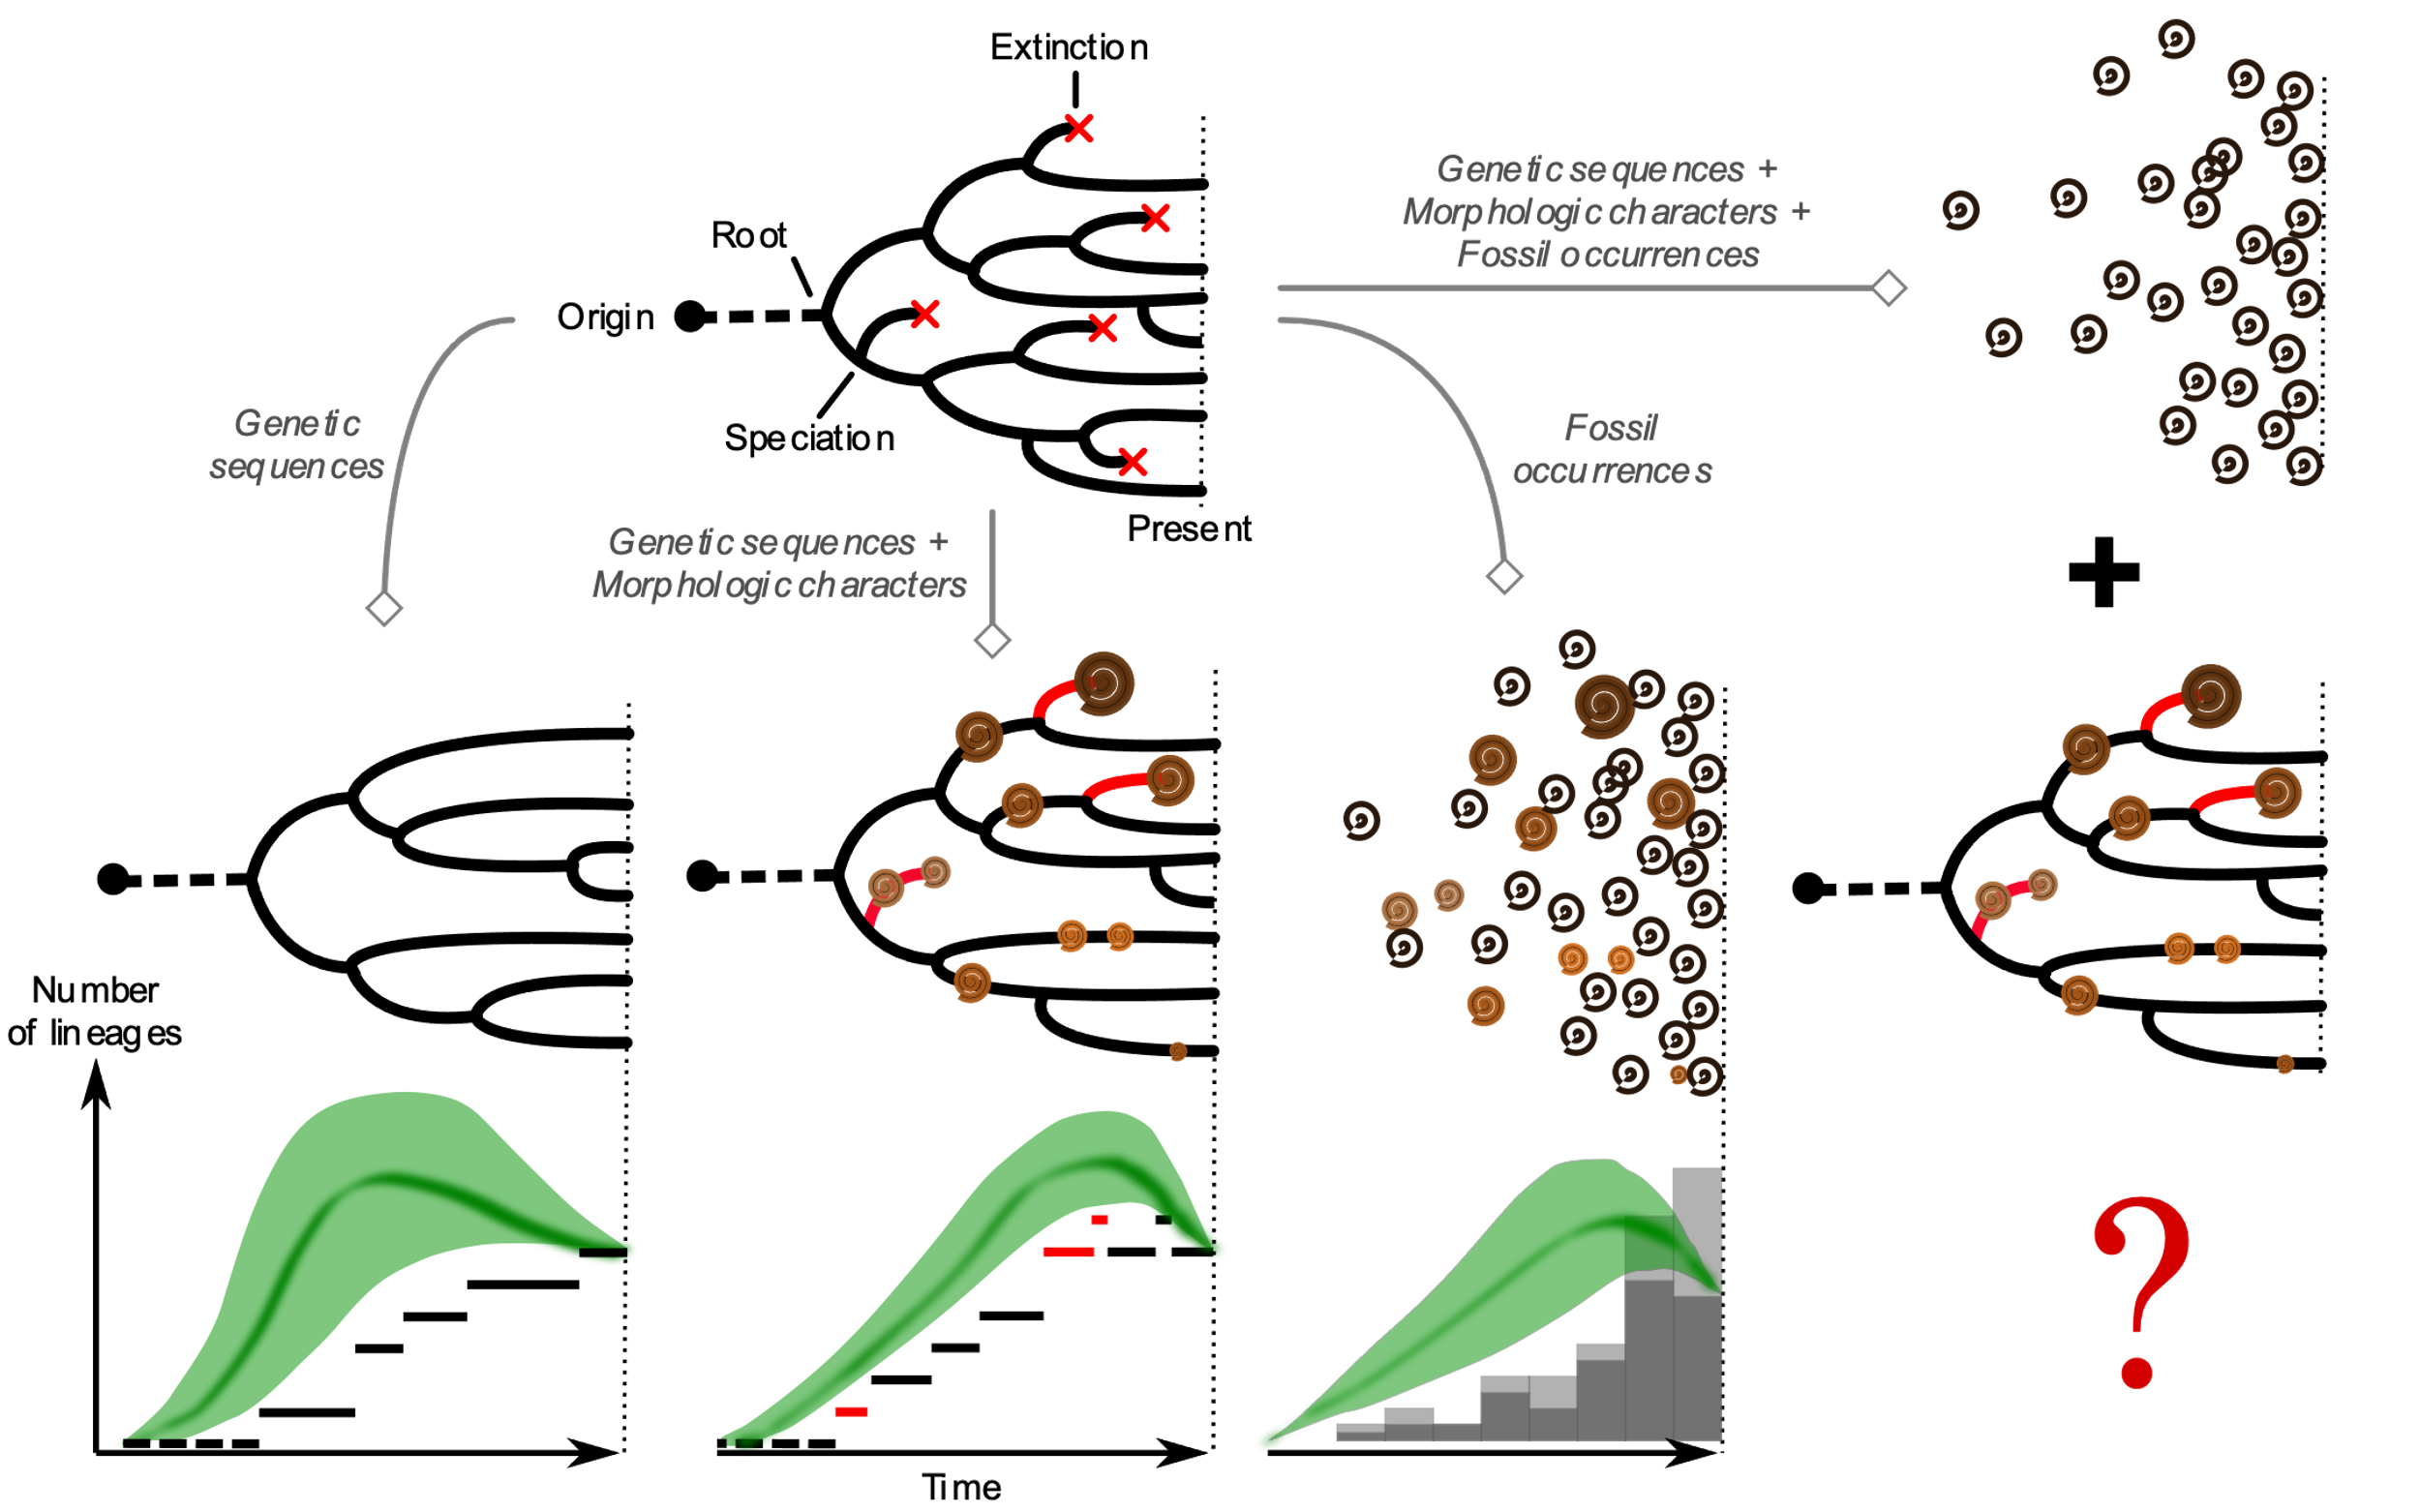 Extinction
Genetic sequences +
Morphologic characters +
Fossil occurrences
Root
Origin
Genetic
sequences
Speciation
Fossil
occurrences
Present
Genetic sequences +
Morphologic characters
+
Number
of lineages
?
Time